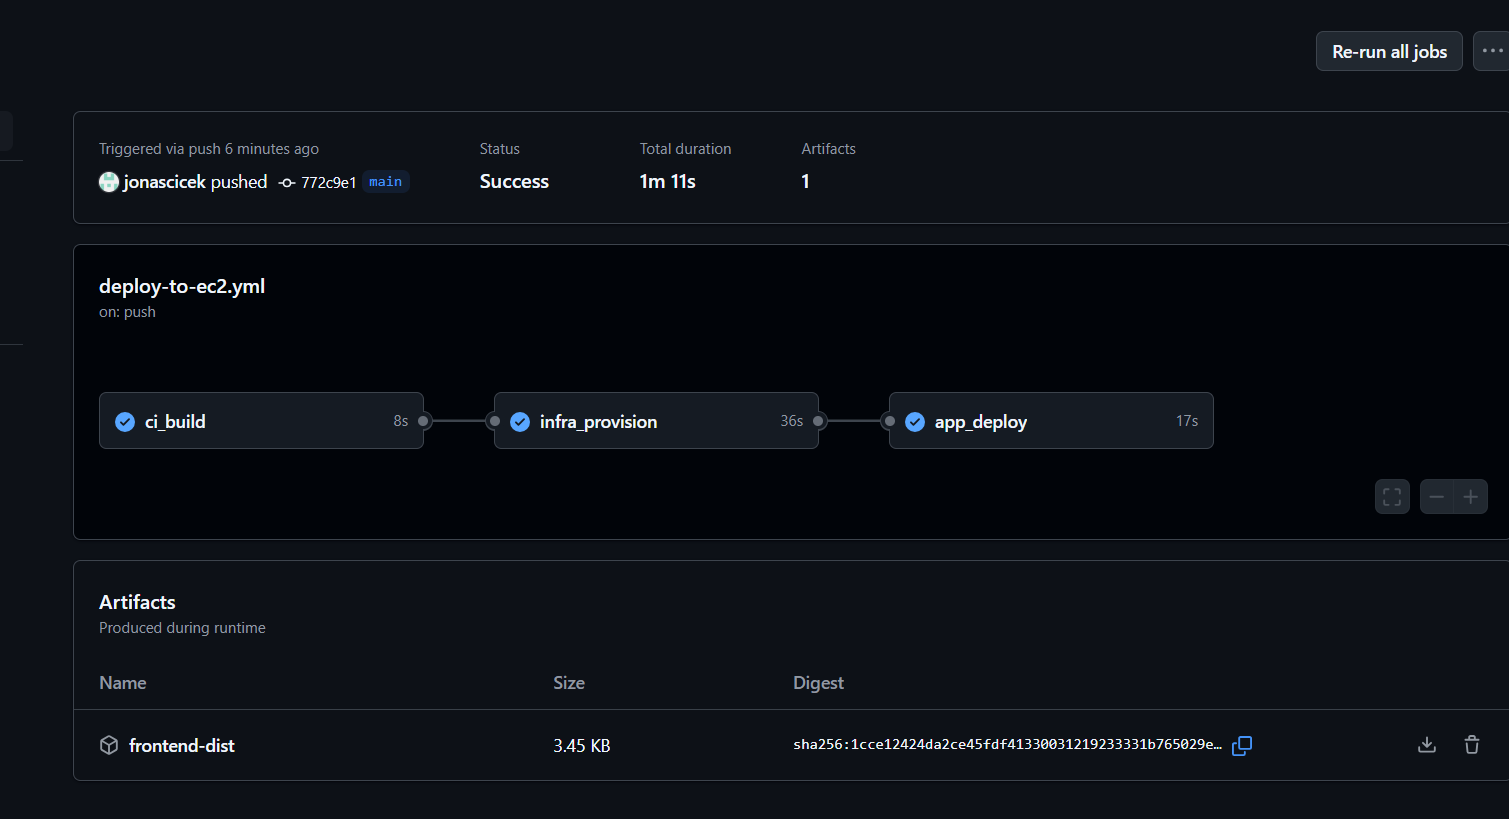 Re-run all jobs
Triggered via push 6 minutes ago
Status
Total duration
Artifacts
jonascicek pushed 772c9e1 main
Success
1m 11s
1
deploy-to-ec2.yml
on: push
ci_build 8s
infra_provision 36s
app_deploy 17s
Artifacts
Produced during runtime
Name Size Digest
frontend-dist 3.45 KB sha256:1cce12424da2ce45fdf41330031219233331b765029e…